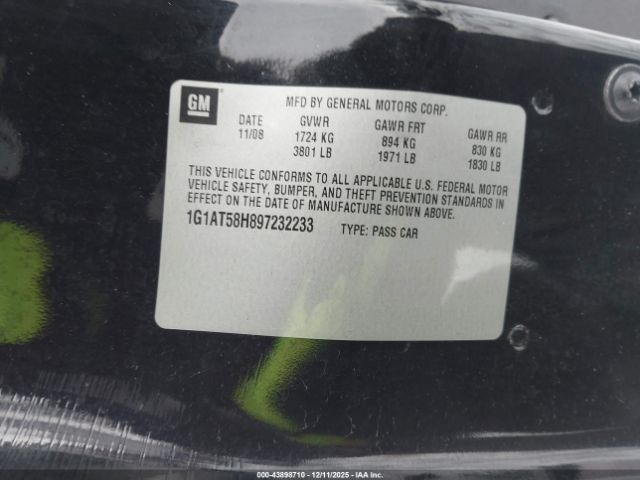 GM
MFD BY GENERAL MOTORS CORP.
DATE GVWR GAWR FRT GAWR RR
11/08 1724 KG 894 KG 830 KG
3801 LB 1971 LB 1830 LB
THIS VEHICLE CONFORMS TO ALL APPLICABLE U.S. FEDERAL MOTOR
VEHICLE SAFETY, BUMPER, AND THEFT PREVENTION STANDARDS IN
EFFECT ON THE DATE OF MANUFACTURE SHOWN ABOVE.
1G1AT58H897232233 TYPE: PASS CAR
000-43898710 - 12/11/2025 - IAAI.COM